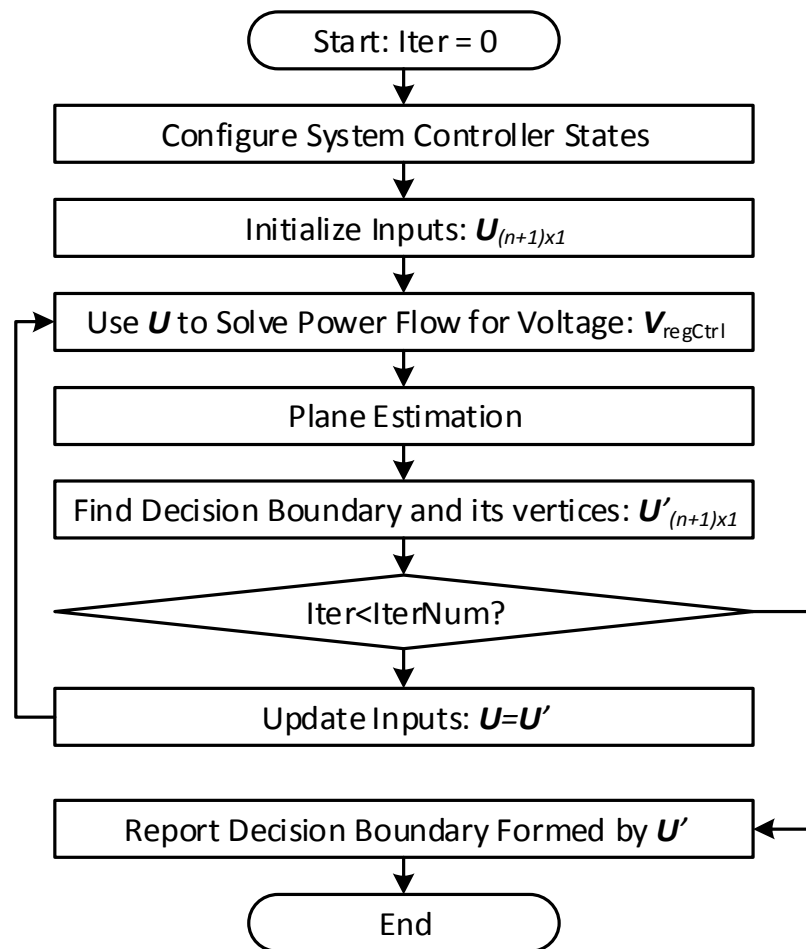 Start: Iter = 0
Configure System Controller States
Initialize Inputs: U(n+1)x1
Use U to Solve Power Flow for Voltage: VregCtrl
Plane Estimation
Find Decision Boundary and its vertices: U'(n+1)x1
Iter<IterNum?
Update Inputs: U=U'
Report Decision Boundary Formed by U'
End